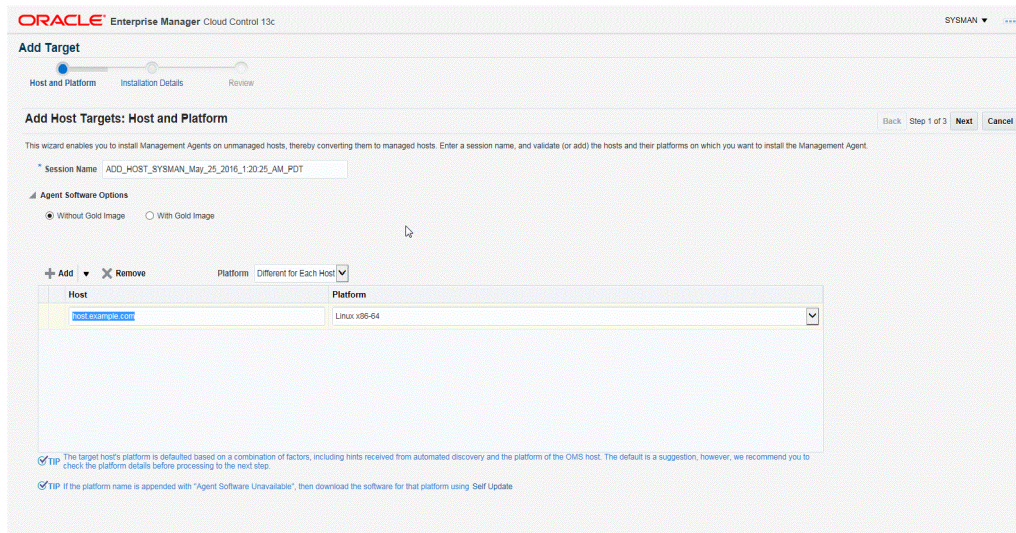 ORACLE® Enterprise Manager Cloud Control 13c
SYSMAN
Add Target
Host and Platform
Installation Details
Review
Add Host Targets: Host and Platform
Back
Step 1 of 3
Next
Cancel
This wizard enables you to install Management Agents on unmanaged hosts, thereby converting them to managed hosts. Enter a session name, and validate (or add) the hosts and their platforms on which you want to install the Management Agent.
* Session Name
ADD_HOST_SYSMAN_May_25_2016_1:20:25_AM_PDT
Agent Software Options
Without Gold Image
With Gold Image
Add
Remove
Platform
Different for Each Host
Host
Platform
host.example.com
Linux x86-64
TIP The target host's platform is defaulted based on a combination of factors, including hints received from automated discovery and the platform of the OMS host. The default is a suggestion, however, we recommend you to
check the platform details before processing to the next step.
TIP If the platform name is appended with "Agent Software Unavailable", then download the software for that platform using Self Update